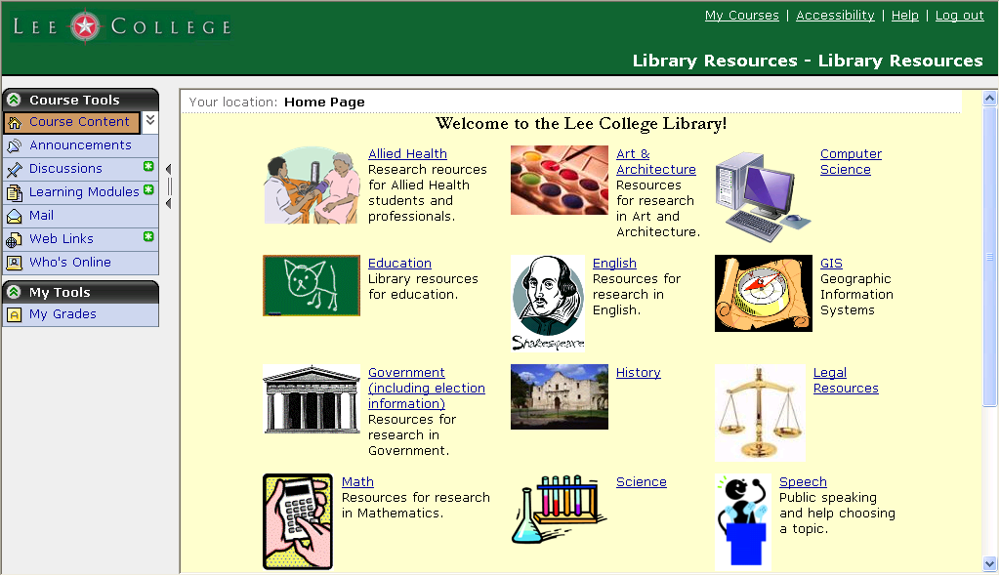 LEE COLLEGE
My Courses | Accessibility | Help | Log out
Library Resources - Library Resources
Course Tools
Course Content
Announcements
Discussions
Learning Modules
Mail
Web Links
Who's Online
My Tools
A My Grades
Your location: Home Page
Welcome to the Lee College Library!
Allied Health
Research reources
for Allied Health
students and
professionals.
Art &
Architecture
Resources
for research
in Art and
Architecture.
Computer
Science
Education
Library resources
for education.
Shakespeare
English
Resources for
research in
English.
GIS
Geographic
Information
Systems
Government
(including election
information)
Resources for
research in
Government.
History
Legal
Resources
Math
Resources for research
in Mathematics.
Science
Speech
Public speaking
and help choosing
a topic.